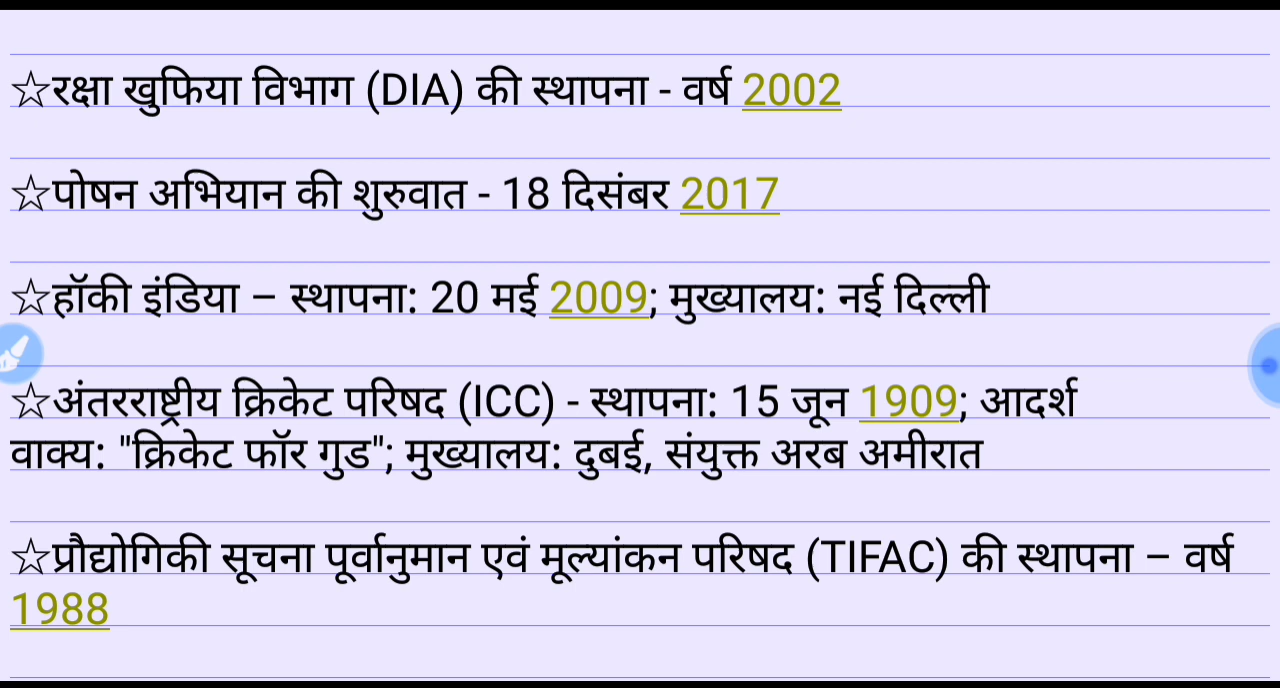 ☆रक्षा खुफिया विभाग (DIA) की स्थापना - वर्ष 2002
☆पोषन अभियान की शुरुवात - 18 दिसंबर 2017
☆हॉकी इंडिया – स्थापना: 20 मई 2009; मुख्यालय: नई दिल्ली
☆अंतरराष्ट्रीय क्रिकेट परिषद (ICC) - स्थापना: 15 जून 1909; आदर्श
वाक्य: "क्रिकेट फॉर गुड"; मुख्यालय: दुबई, संयुक्त अरब अमीरात
☆प्रौद्योगिकी सूचना पूर्वानुमान एवं मूल्यांकन परिषद (TIFAC) की स्थापना – वर्ष
1988